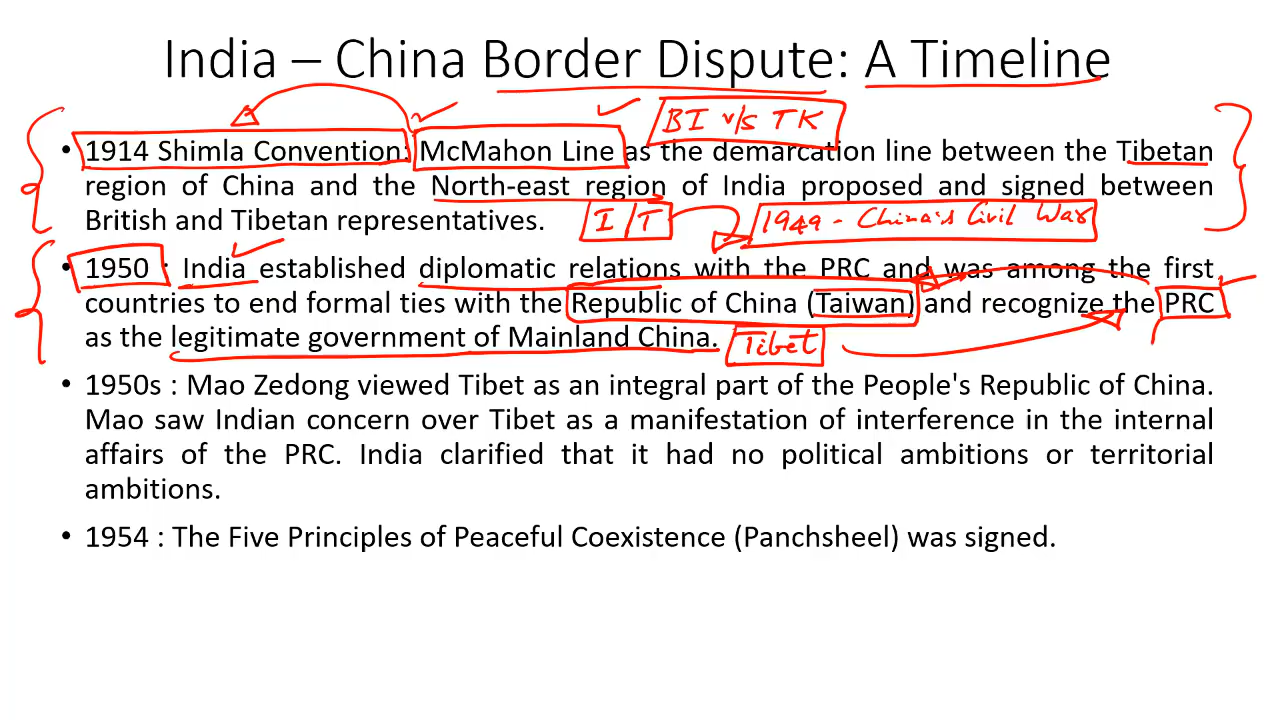 India – China Border Dispute: A Timeline
BI v/s TK
• 1914 Shimla Convention: McMahon Line as the demarcation line between the Tibetan
region of China and the North-east region of India proposed and signed between
British and Tibetan representatives.
I/T
1949 - China's Civil War
• 1950 : India established diplomatic relations with the PRC and was among the first
countries to end formal ties with the Republic of China (Taiwan) and recognize the PRC
as the legitimate government of Mainland China.
Tibet
• 1950s : Mao Zedong viewed Tibet as an integral part of the People's Republic of China.
Mao saw Indian concern over Tibet as a manifestation of interference in the internal
affairs of the PRC. India clarified that it had no political ambitions or territorial
ambitions.
• 1954 : The Five Principles of Peaceful Coexistence (Panchsheel) was signed.